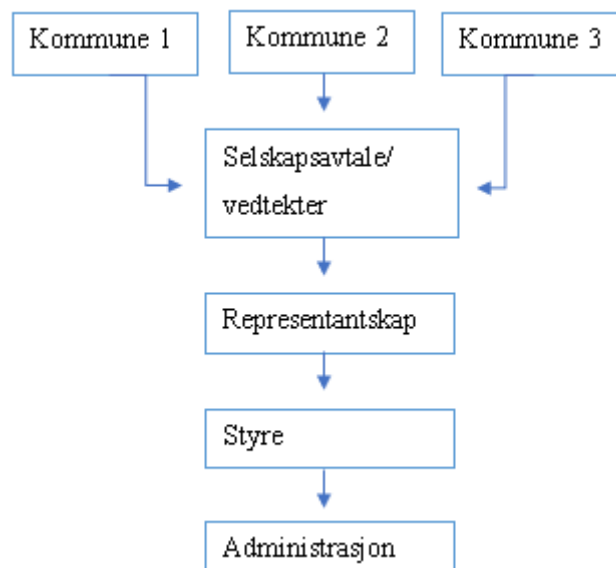 Kommune 1
Kommune 2
Kommune 3
Selskapsavtale/
vedtekter
Representantskap
Styre
Administrasjon